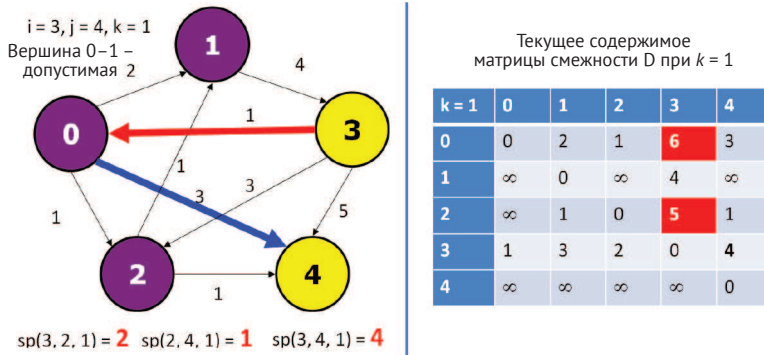 i = 3, j = 4, k = 1
Вершина 0–1 –
допустимая
1
2
4
0
1
3
1
3
3
5
1
2
4
1
sp(3, 2, 1) = 2 sp(2, 4, 1) = 1 sp(3, 4, 1) = 4
Текущее содержимое
матрицы смежности D при k = 1
k = 1 0 1 2 3 4
0 0 2 1 6 3
1 ∞ 0 ∞ 4 ∞
2 ∞ 1 0 5 1
3 1 3 2 0 4
4 ∞ ∞ ∞ ∞ 0